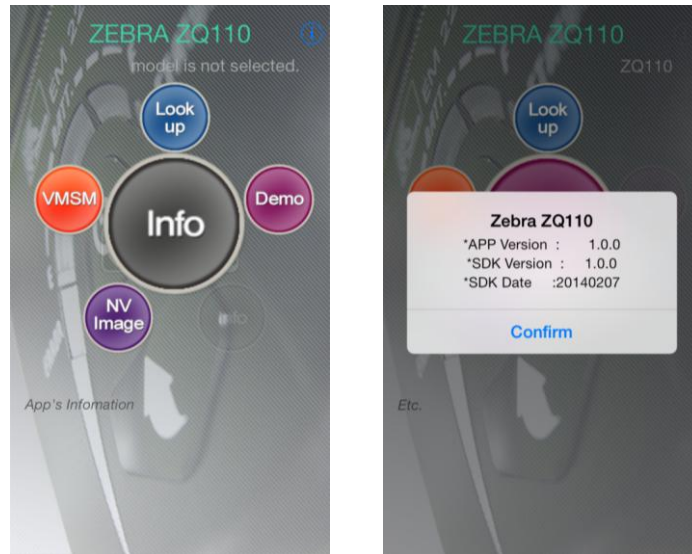 ZEBRA ZQ110
model is not selected.
Look
up
VMSM
Info
Demo
NV
Image
Info
App's Infomation
ZEBRA ZQ110
ZQ110
Look
up
Zebra ZQ110
*APP Version : 1.0.0
*SDK Version : 1.0.0
*SDK Date :20140207
Confirm
Etc.